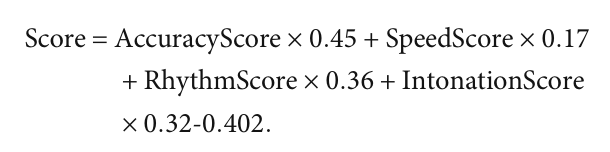 Score = AccuracyScore × 0.45 + SpeedScore × 0.17
+ RhythmScore × 0.36 + IntonationScore
× 0.32-0.402.